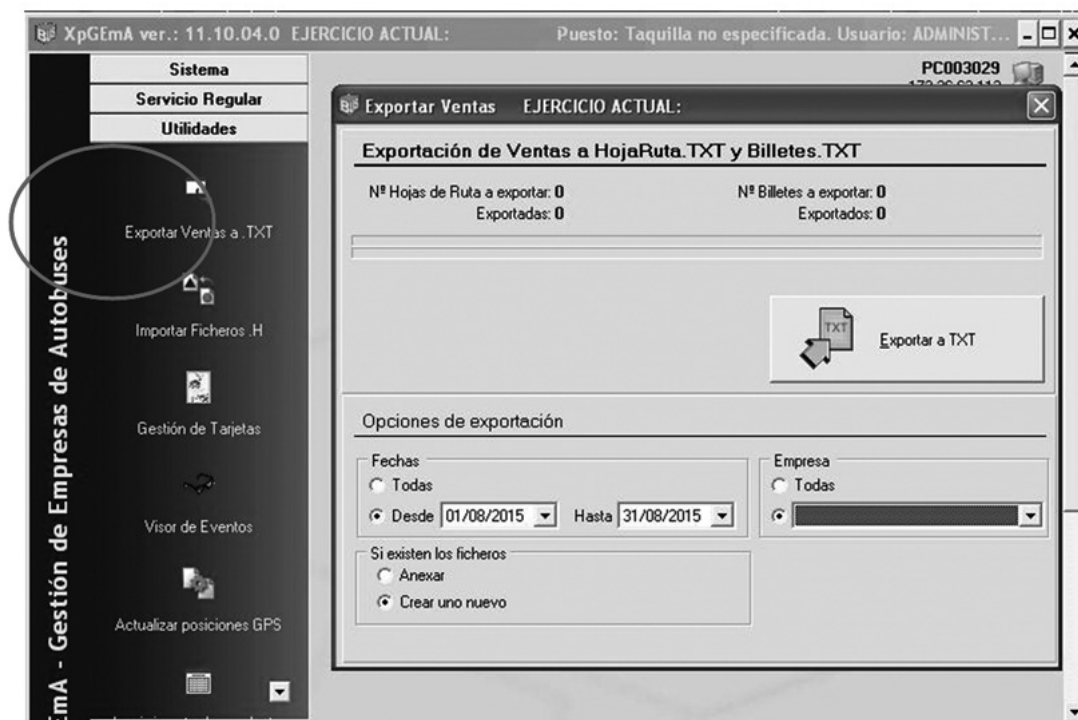 XpGEmA ver.: 11.10.04.0 EJERCICIO ACTUAL: Puesto: Taquilla no especificada. Usuario: ADMINIST...
Sistema
Servicio Regular
Utilidades
Exportar Ventas a .TXT
Importar Ficheros .H
Gestión de Tarjetas
Visor de Eventos
Actualizar posiciones GPS
EmA - Gestión de Empresas de Autobuses
PC003029
Exportar Ventas EJERCICIO ACTUAL:
Exportación de Ventas a HojaRuta.TXT y Billetes.TXT
Nº Hojas de Ruta a exportar: 0 Nº Billetes a exportar: 0
Exportadas: 0 Exportados: 0
TXT
Exportar a TXT
Opciones de exportación
Fechas
Todas
Desde 01/08/2015 Hasta 31/08/2015
Empresa
Todas
Si existen los ficheros
Anexar
Crear uno nuevo